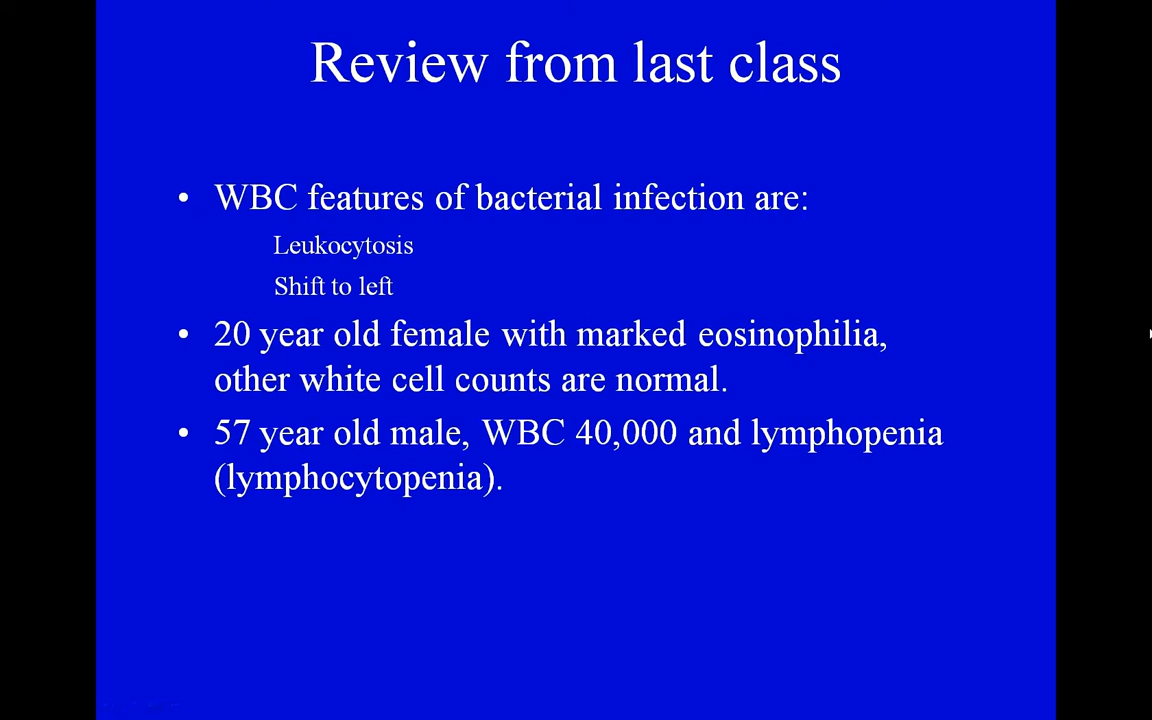 Review from last class
• WBC features of bacterial infection are:
Leukocytosis
Shift to left
• 20 year old female with marked eosinophilia,
other white cell counts are normal.
• 57 year old male, WBC 40,000 and lymphopenia
(lymphocytopenia).